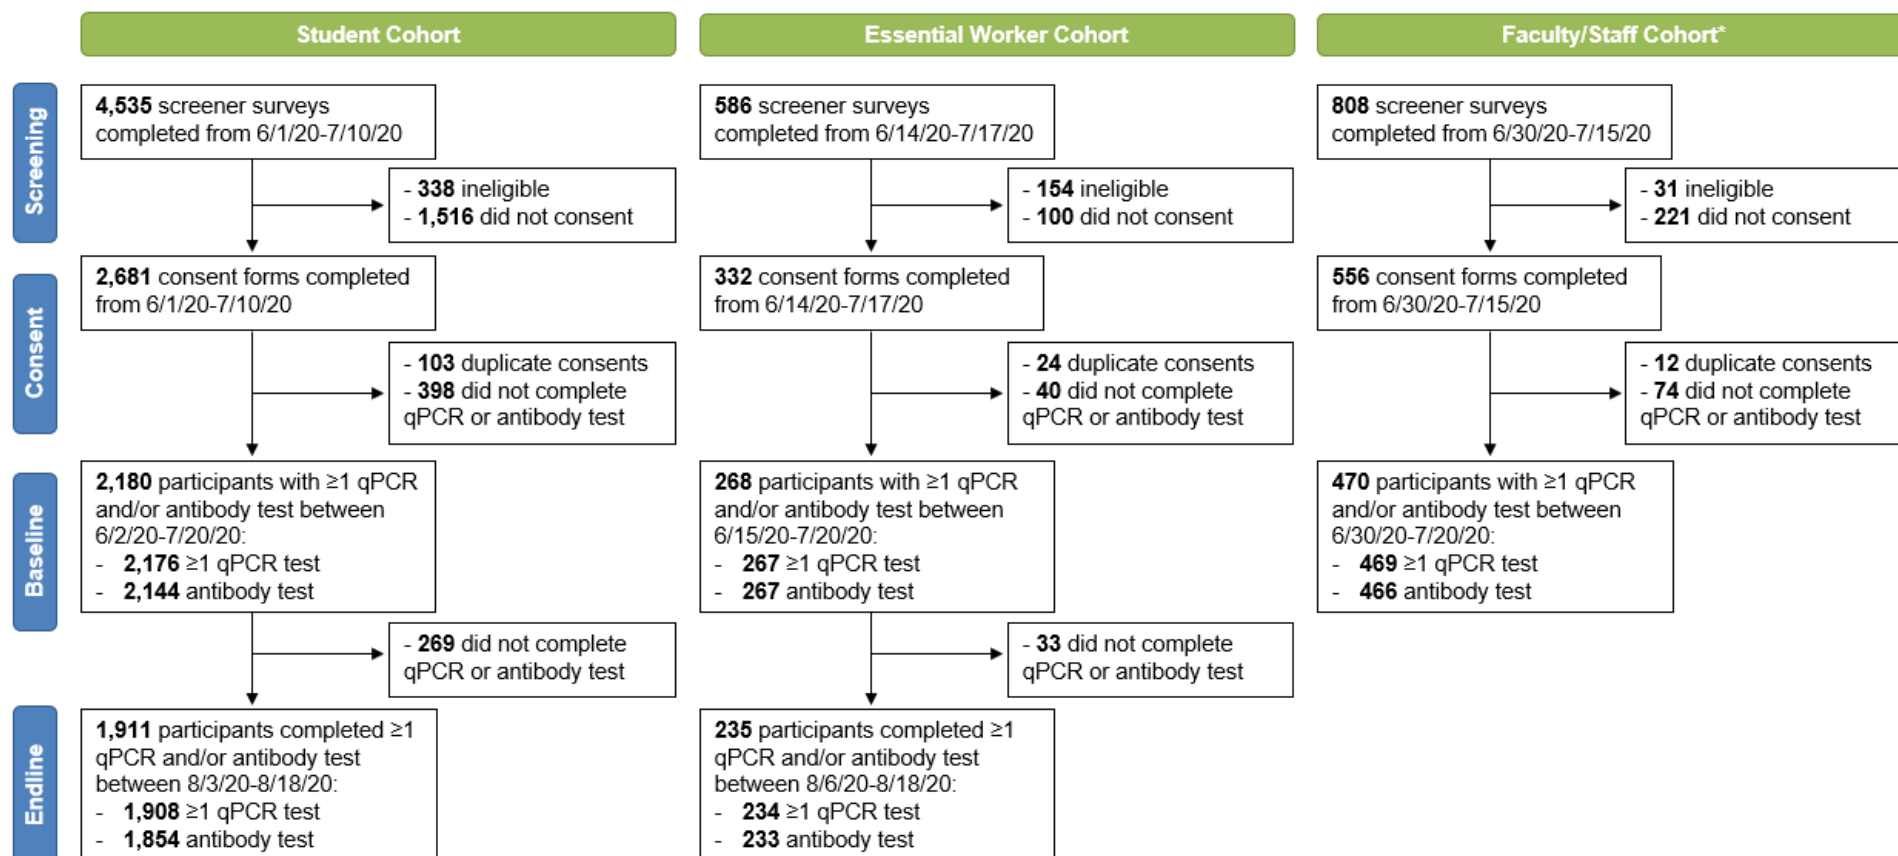 Student Cohort
Essential Worker Cohort
Faculty/Staff Cohort*
Screening
4,535 screener surveys
completed from 6/1/20-7/10/20
586 screener surveys
completed from 6/14/20-7/17/20
808 screener surveys
completed from 6/30/20-7/15/20
- 338 ineligible
- 1,516 did not consent
- 154 ineligible
- 100 did not consent
- 31 ineligible
- 221 did not consent
Consent
2,681 consent forms completed
from 6/1/20-7/10/20
332 consent forms completed
from 6/14/20-7/17/20
556 consent forms completed
from 6/30/20-7/15/20
- 103 duplicate consents
- 398 did not complete
qPCR or antibody test
- 24 duplicate consents
- 40 did not complete
qPCR or antibody test
- 12 duplicate consents
- 74 did not complete
qPCR or antibody test
Baseline
2,180 participants with ≥1 qPCR
and/or antibody test between
6/2/20-7/20/20:
- 2,176 ≥1 qPCR test
- 2,144 antibody test
268 participants with ≥1 qPCR
and/or antibody test between
6/15/20-7/20/20:
- 267 ≥1 qPCR test
- 267 antibody test
470 participants with ≥1 qPCR
and/or antibody test between
6/30/20-7/20/20:
- 469 ≥1 qPCR test
- 466 antibody test
- 269 did not complete
qPCR or antibody test
- 33 did not complete
qPCR or antibody test
Endline
1,911 participants completed ≥1
qPCR and/or antibody test
between 8/3/20-8/18/20:
- 1,908 ≥1 qPCR test
- 1,854 antibody test
235 participants completed ≥1
qPCR and/or antibody test
between 8/6/20-8/18/20:
- 234 ≥1 qPCR test
- 233 antibody test